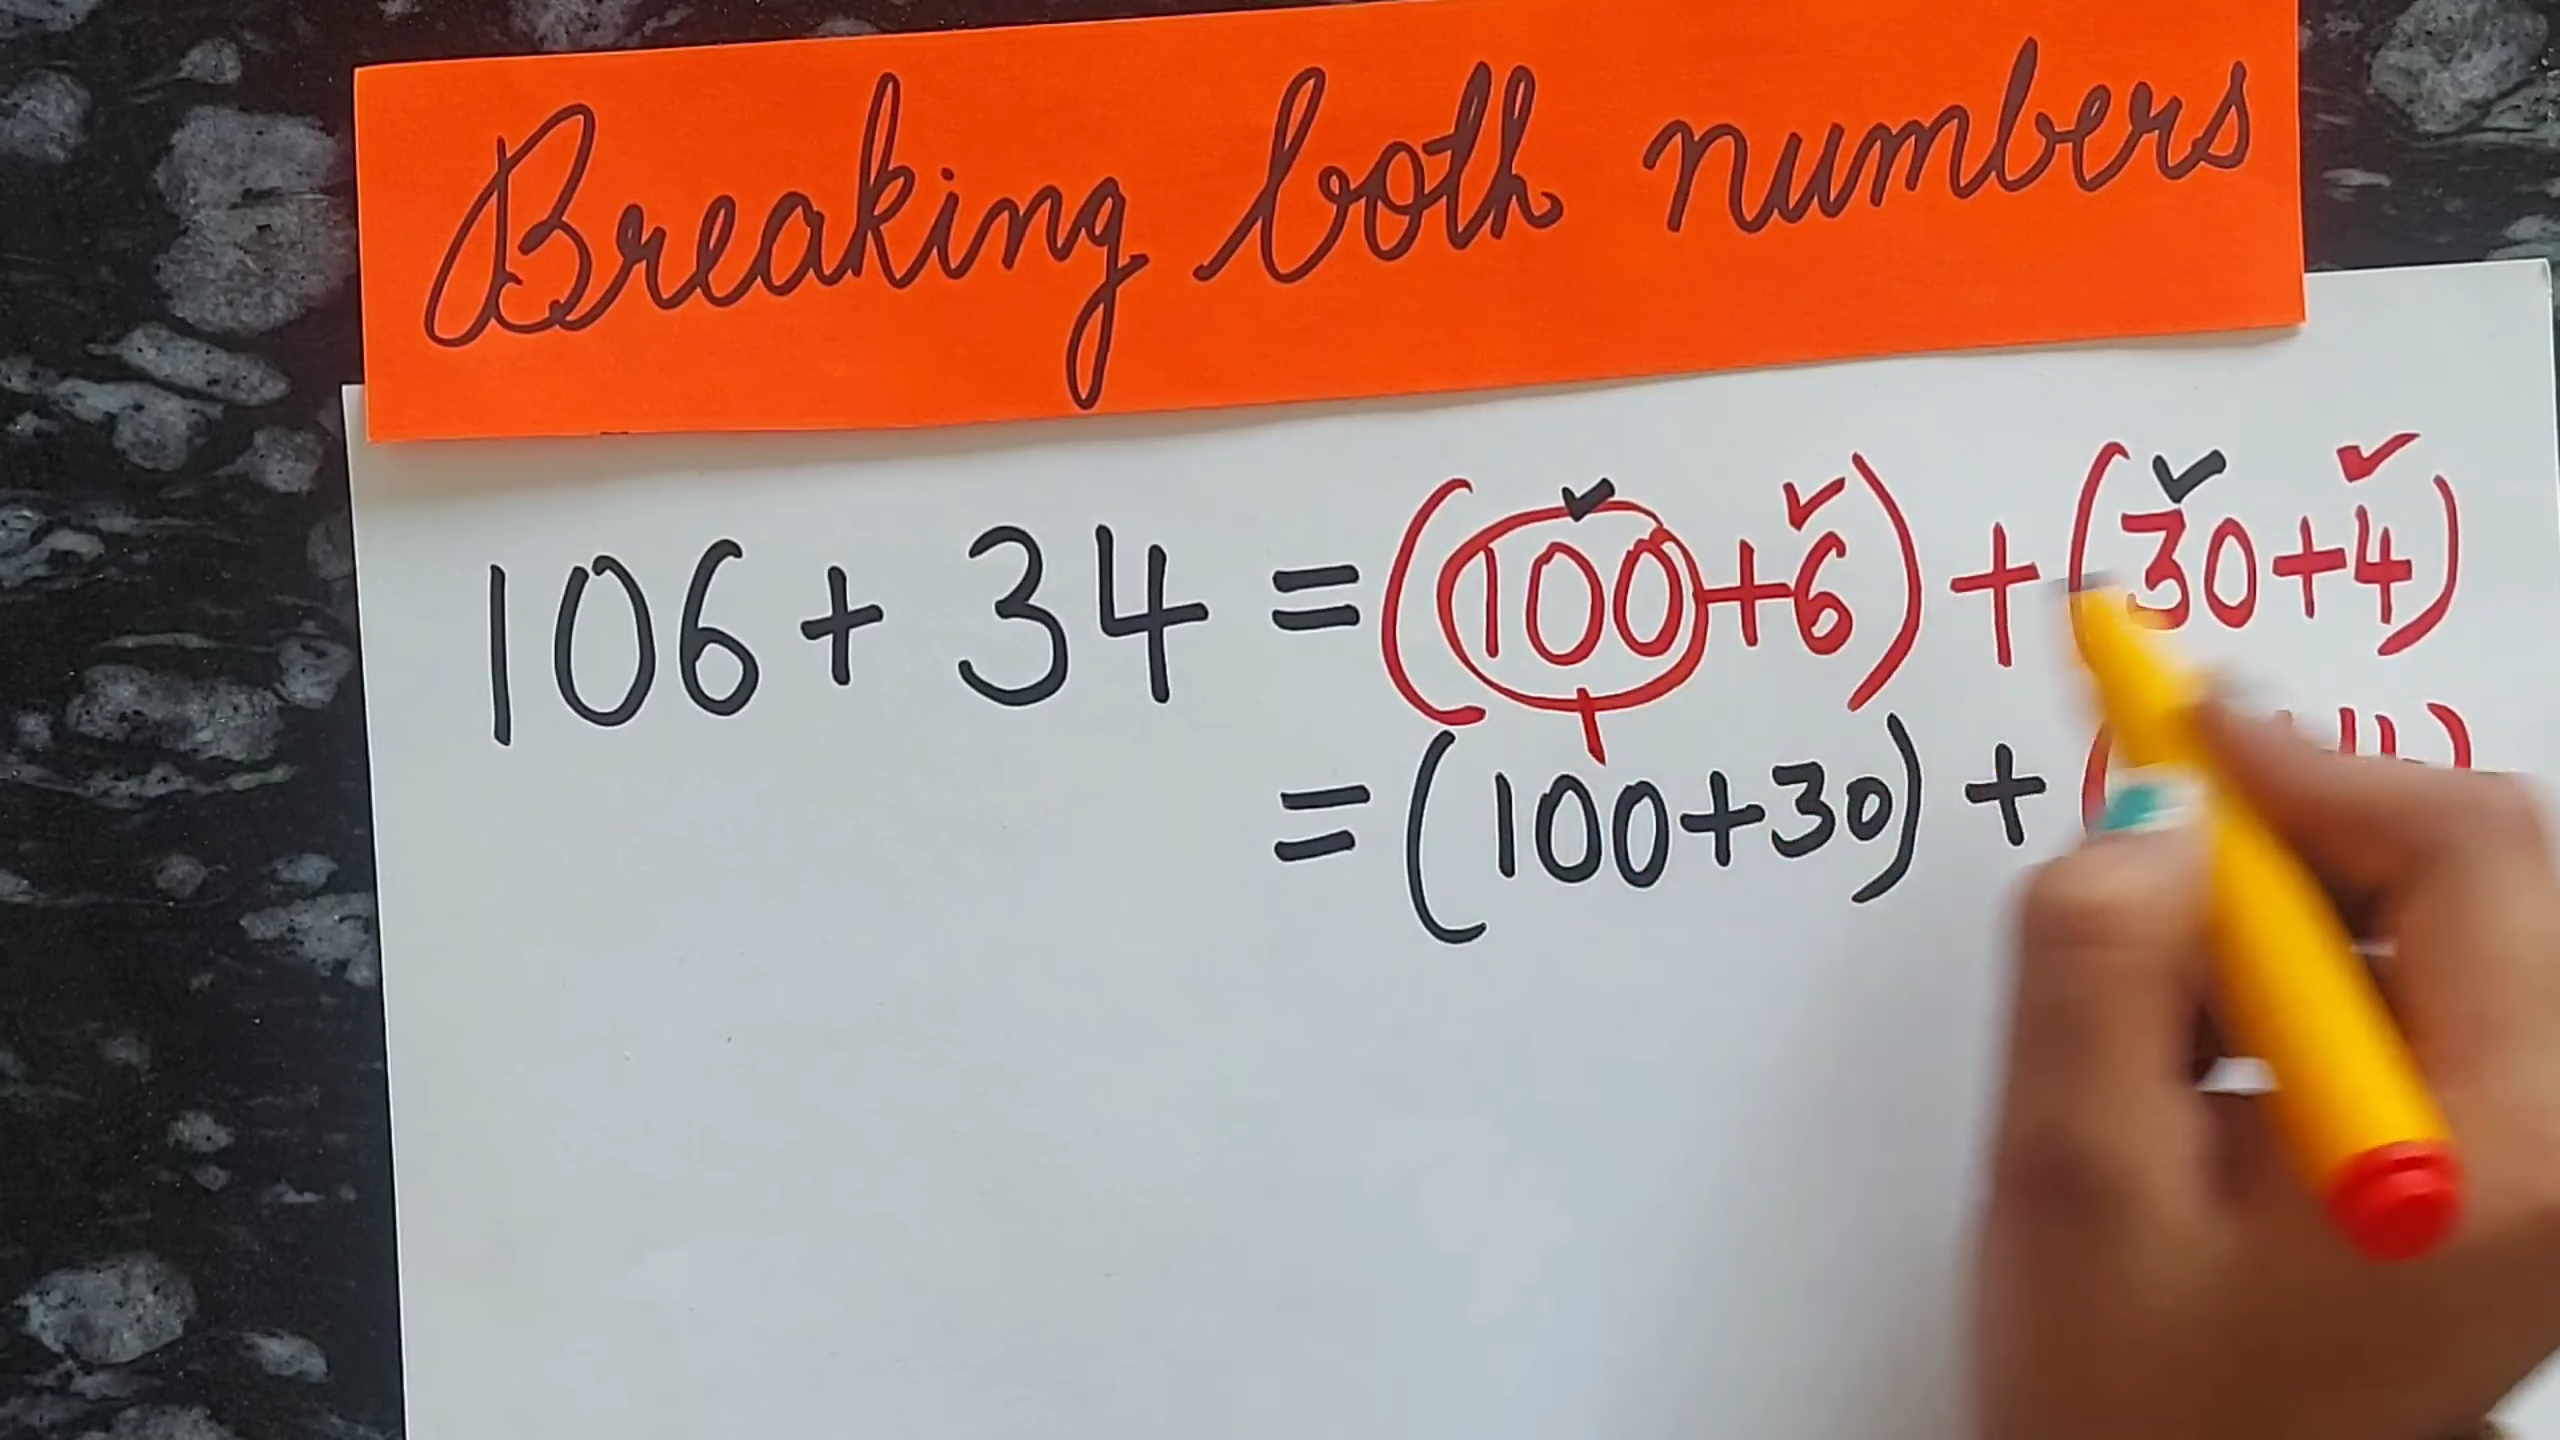 Breaking both numbers
106 + 34 = (100+6) + (30+4)
= (100+30) + (